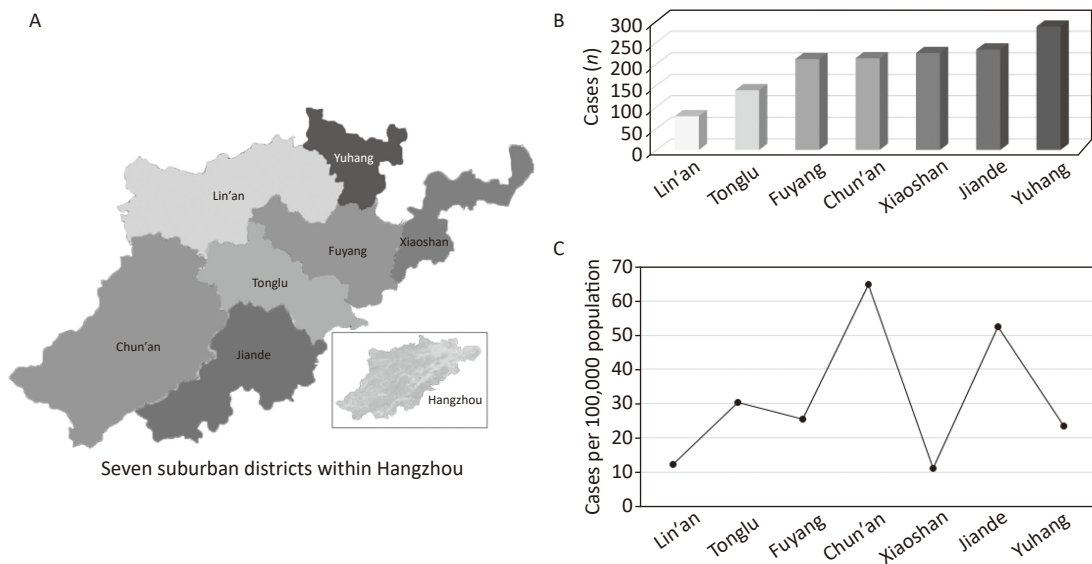 A
Yuhang
Lin'an
Fuyang
Xiaoshan
Tonglu
Chun'an
Jiande
Hangzhou
Seven suburban districts within Hangzhou
B
Cases (n)
300
250
200
150
100
50
0
Lin'an
Tonglu
Fuyang
Chun'an
Xiaoshan
Jiande
Yuhang
C
Cases per 100,000 population
70
60
50
40
30
20
10
0
Lin'an
Tonglu
Fuyang
Chun'an
Xiaoshan
Jiande
Yuhang